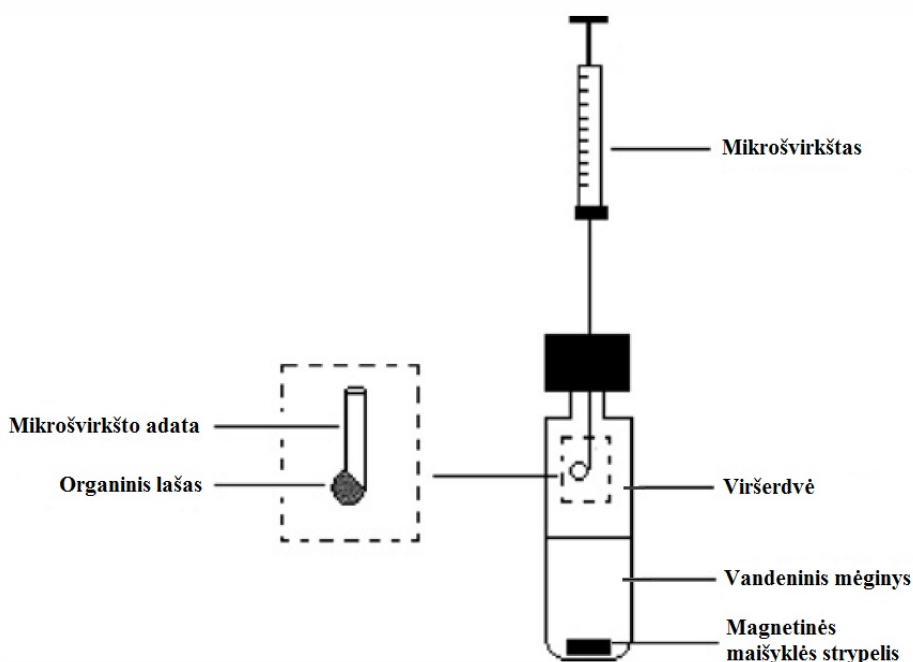 Mikrošvirkštas
Mikrošvirkšto adata
Organinis lašas
Viršerdvė
Vandeninis mėginys
Magnetinės
maišyklės strypelis